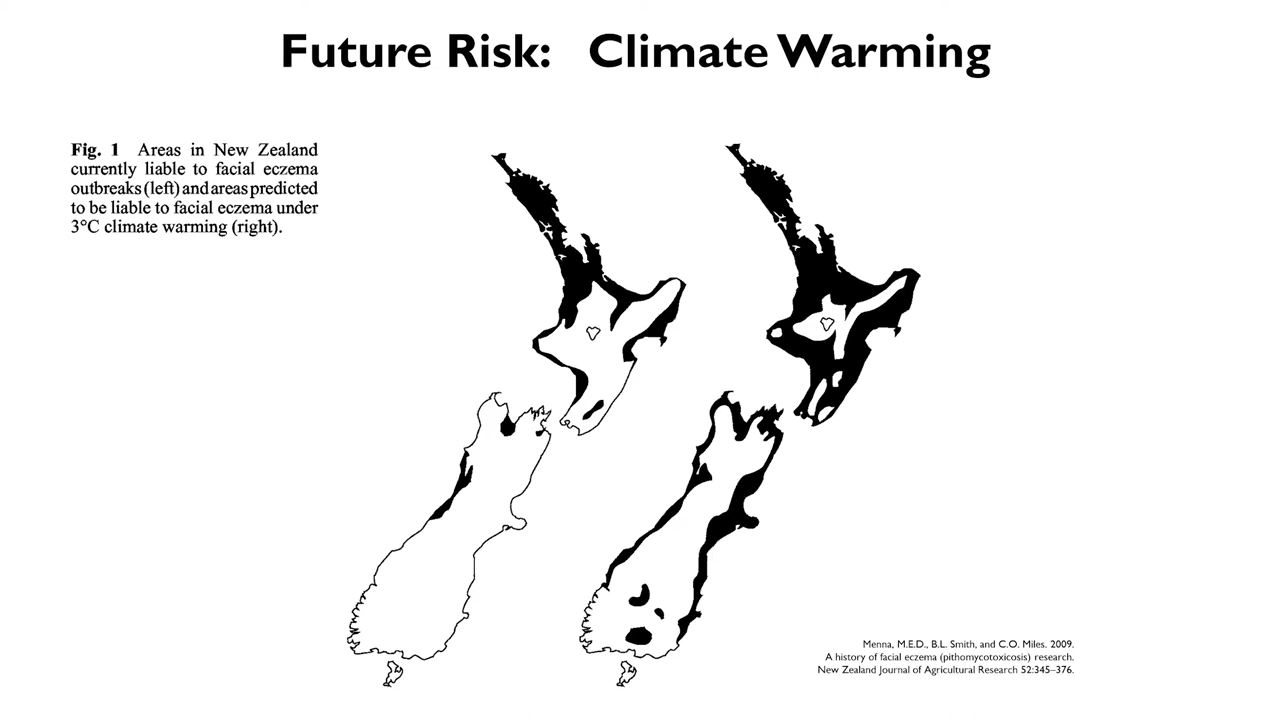 Future Risk: Climate Warming
Fig. 1 Areas in New Zealand
currently liable to facial eczema
outbreaks (left) and areas predicted
to be liable to facial eczema under
3°C climate warming (right).
Menna, M.E.D., B.L. Smith, and C.O. Miles. 2009.
A history of facial eczema (pithomycotoxicosis) research.
New Zealand Journal of Agricultural Research 52:345–376.